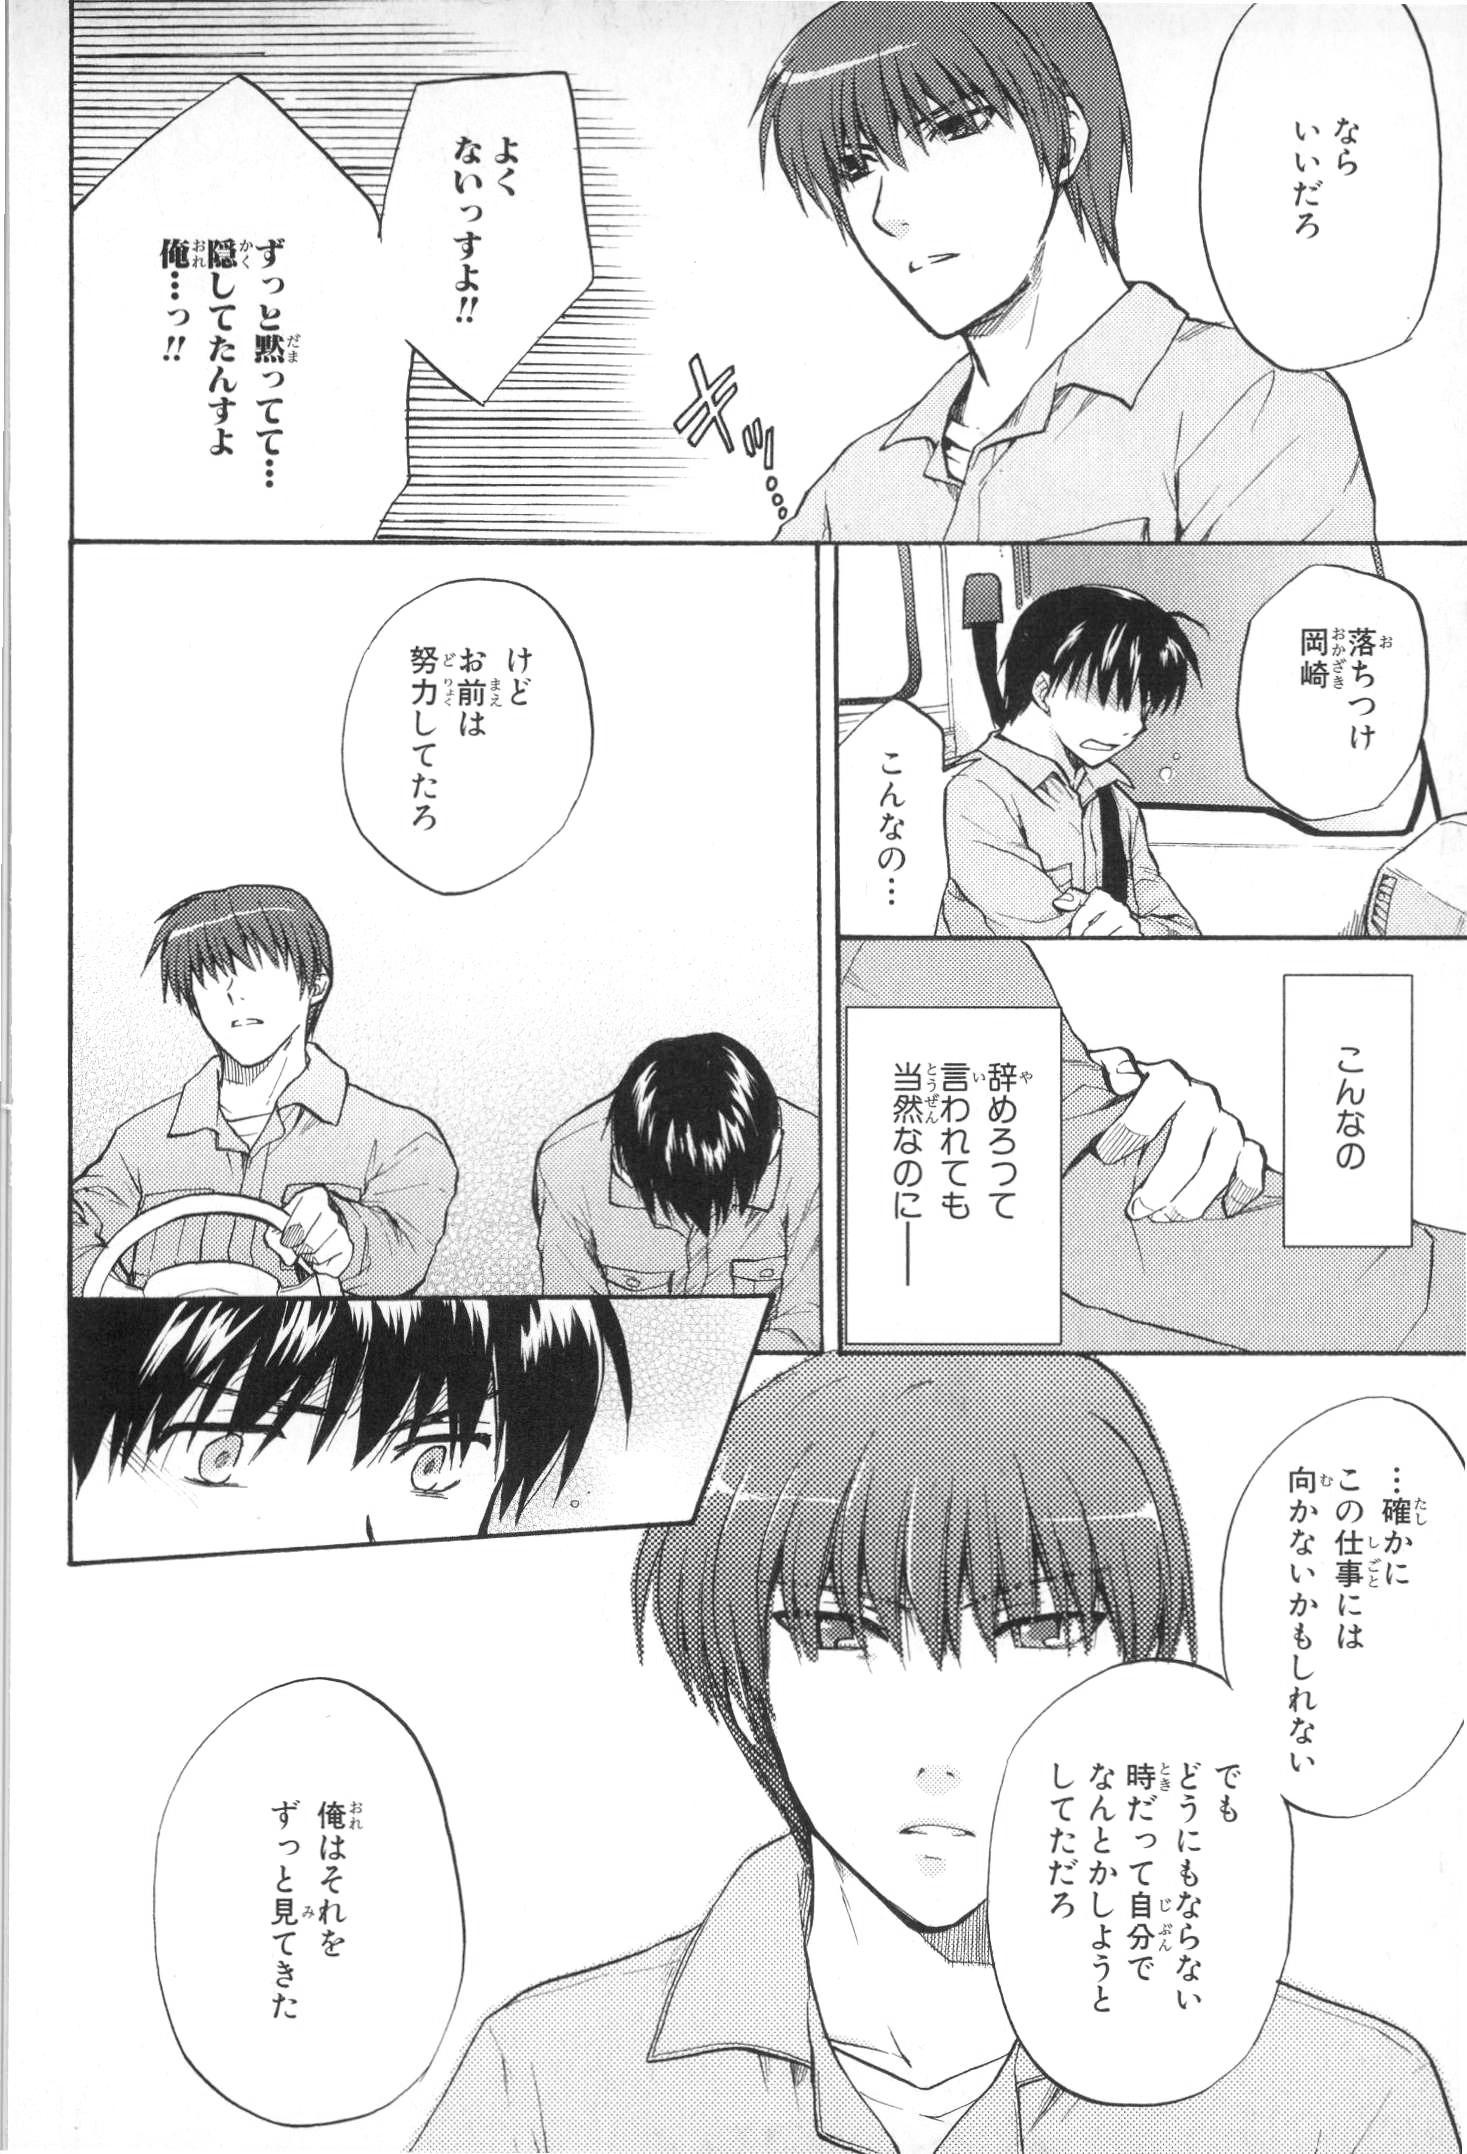 なら
いいだろ
よく
ないっすよ!!
ギッ…
ずっと黙ってて…
隠してたんすよ
俺…っ!!
落ちつけ
岡崎
こんなの…
こんなの
辞めろって
言われても
当然なのに――
けど
お前は
努力してたろ
…確かに
この仕事には
向かないかもしれない
でも
どうにもならない
時だって自分で
なんとかしようと
してただろ
俺はそれを
ずっと見てきた